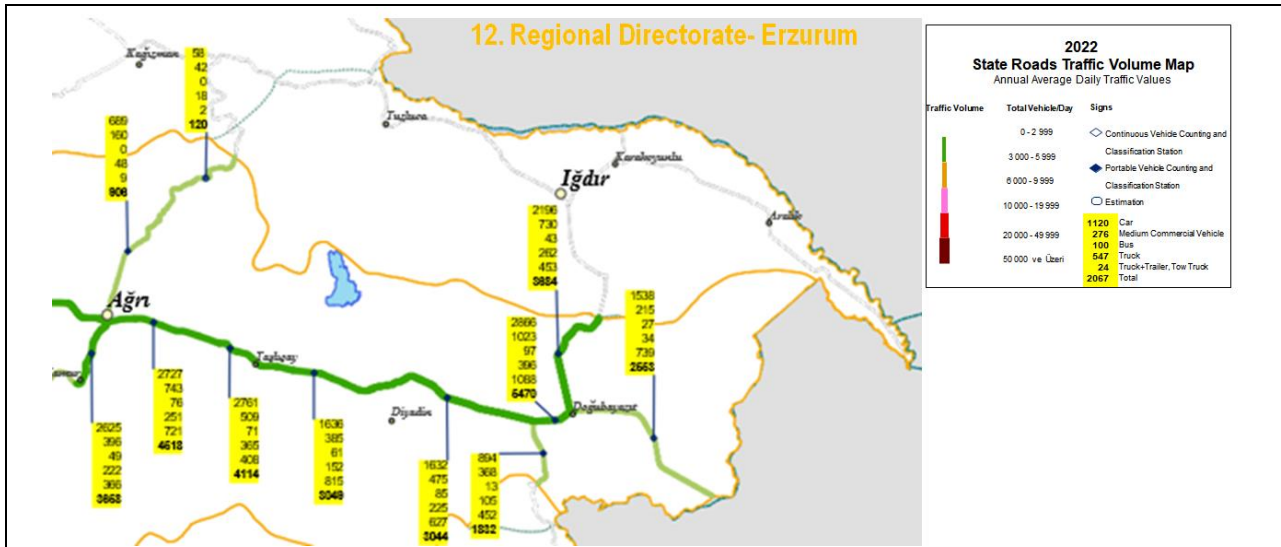 12. Regional Directorate- Erzurum
Kağızman
58
42
0
18
2
120
Tuzluca
689
160
0
48
9
906
Karakoyunlu
Iğdır
Aralık
2196
730
43
262
453
3684
Ağrı
1538
215
27
34
739
2553
2866
1023
97
396
1088
5470
Taşlıçay
Diyadin
Doğubayazıt
2727
743
76
251
721
4518
2761
509
71
365
408
4114
1636
385
61
152
815
3049
2625
396
49
222
366
3658
1632
475
85
225
627
3044
894
368
13
105
452
1832
2022
State Roads Traffic Volume Map
Annual Average Daily Traffic Values
Traffic Volume
Total Vehicle/Day
Signs
0 - 2 999
3 000 - 5 999
6 000 - 9 999
10 000 - 19 999
20 000 - 49 999
50 000 ve Üzeri
Continuous Vehicle Counting and
Classification Station
Portable Vehicle Counting and
Classification Station
Estimation
1120 Car
276 Medium Commercial Vehicle
100 Bus
547 Truck
24 Truck+Trailer, Tow Truck
2067 Total